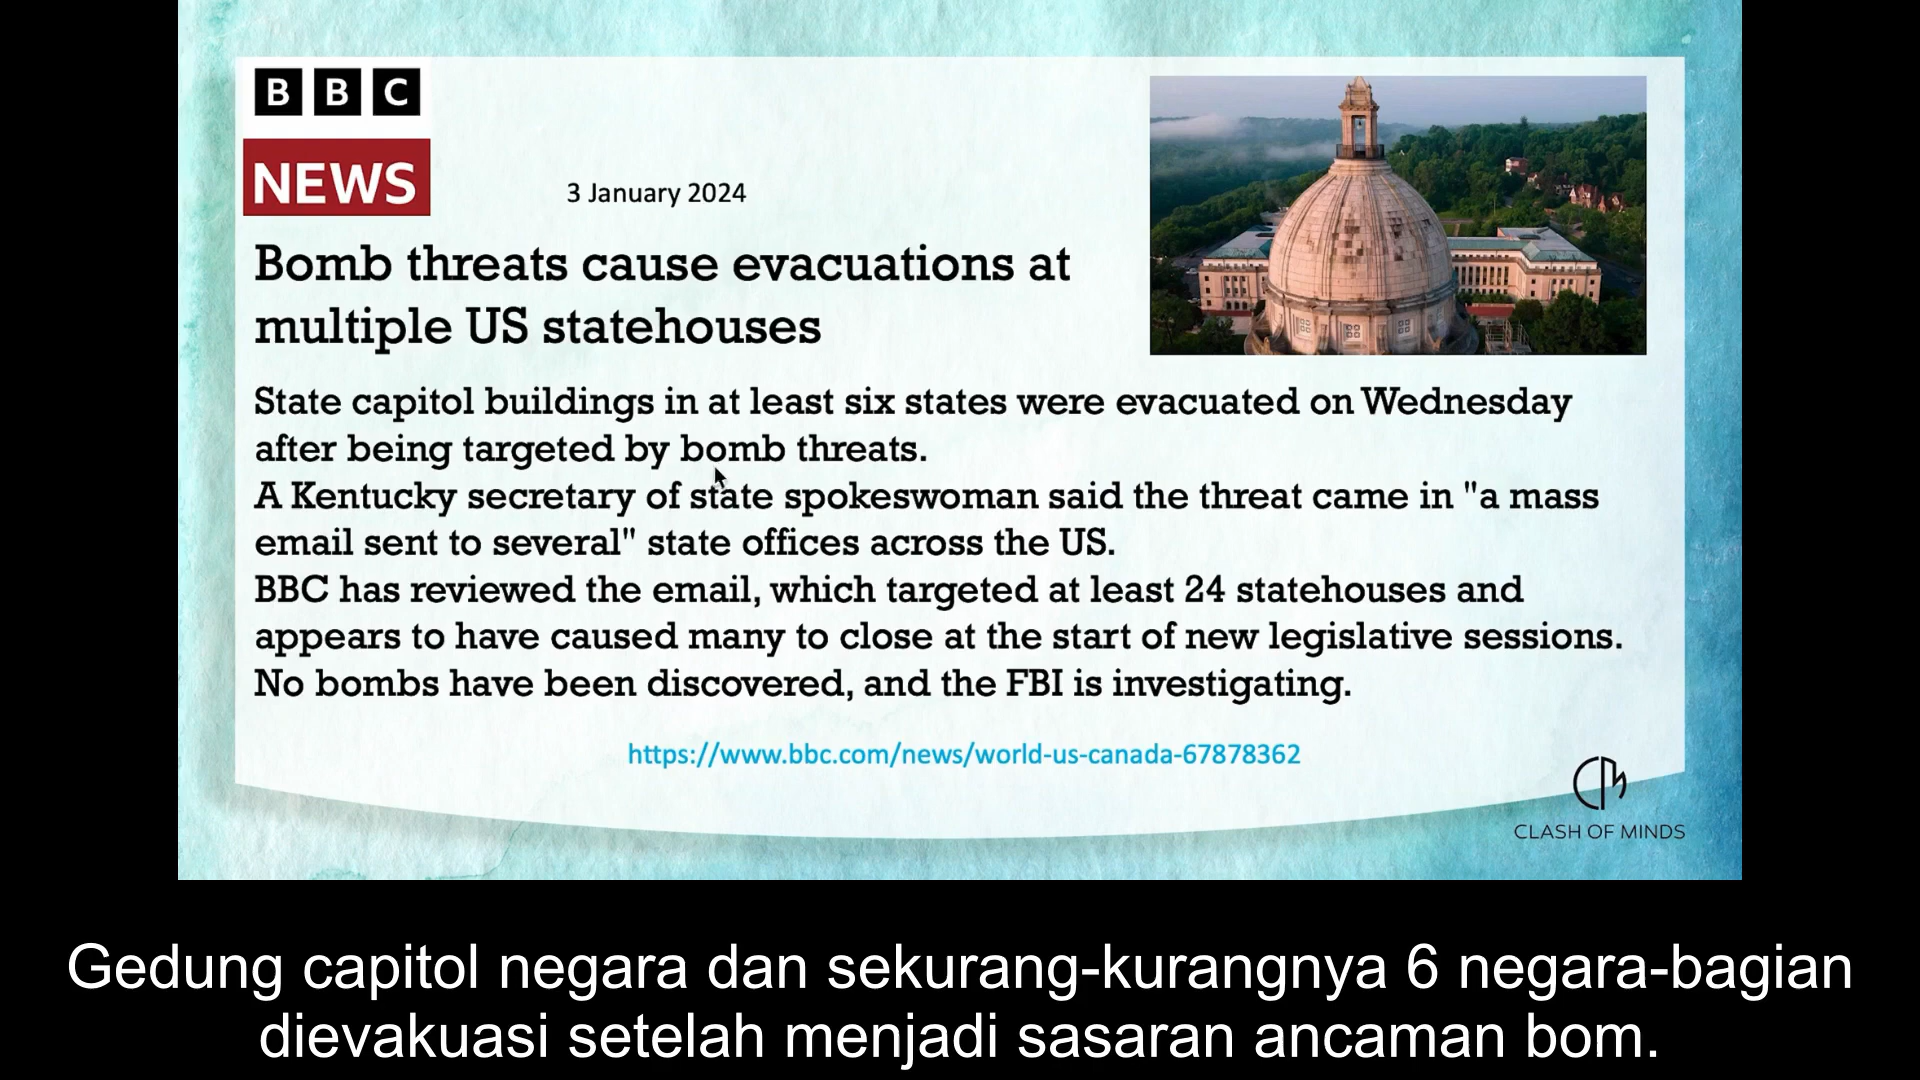 BBC
NEWS
3 January 2024
Bomb threats cause evacuations at
multiple US statehouses
State capitol buildings in at least six states were evacuated on Wednesday
after being targeted by bomb threats.
A Kentucky secretary of state spokeswoman said the threat came in "a mass
email sent to several" state offices across the US.
BBC has reviewed the email, which targeted at least 24 statehouses and
appears to have caused many to close at the start of new legislative sessions.
No bombs have been discovered, and the FBI is investigating.
https://www.bbc.com/news/world-us-canada-67878362
CLASH OF MINDS
Gedung capitol negara dan sekurang-kurangnya 6 negara-bagian
dievakuasi setelah menjadi sasaran ancaman bom.